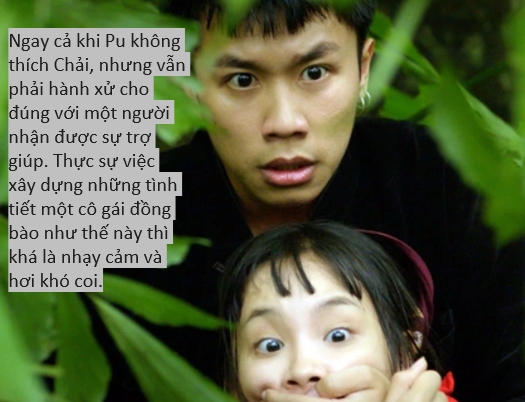 Ngay cả khi Pu không
thích Chải, nhưng vẫn
phải hành xử cho
đúng với một người
nhận được sự trợ
giúp. Thực sự việc
xây dựng những tình
tiết một cô gái đồng
bào như thế này thì
khá là nhạy cảm và
hơi khó coi.